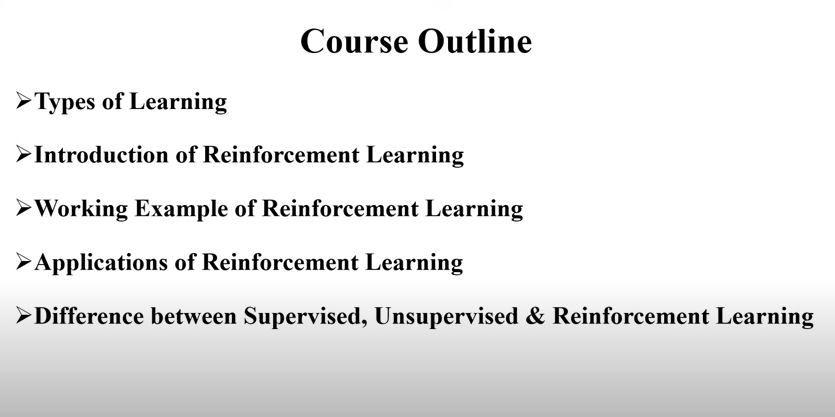 Course Outline
➢Types of Learning
➢Introduction of Reinforcement Learning
➢Working Example of Reinforcement Learning
➢Applications of Reinforcement Learning
➢Difference between Supervised, Unsupervised & Reinforcement Learning